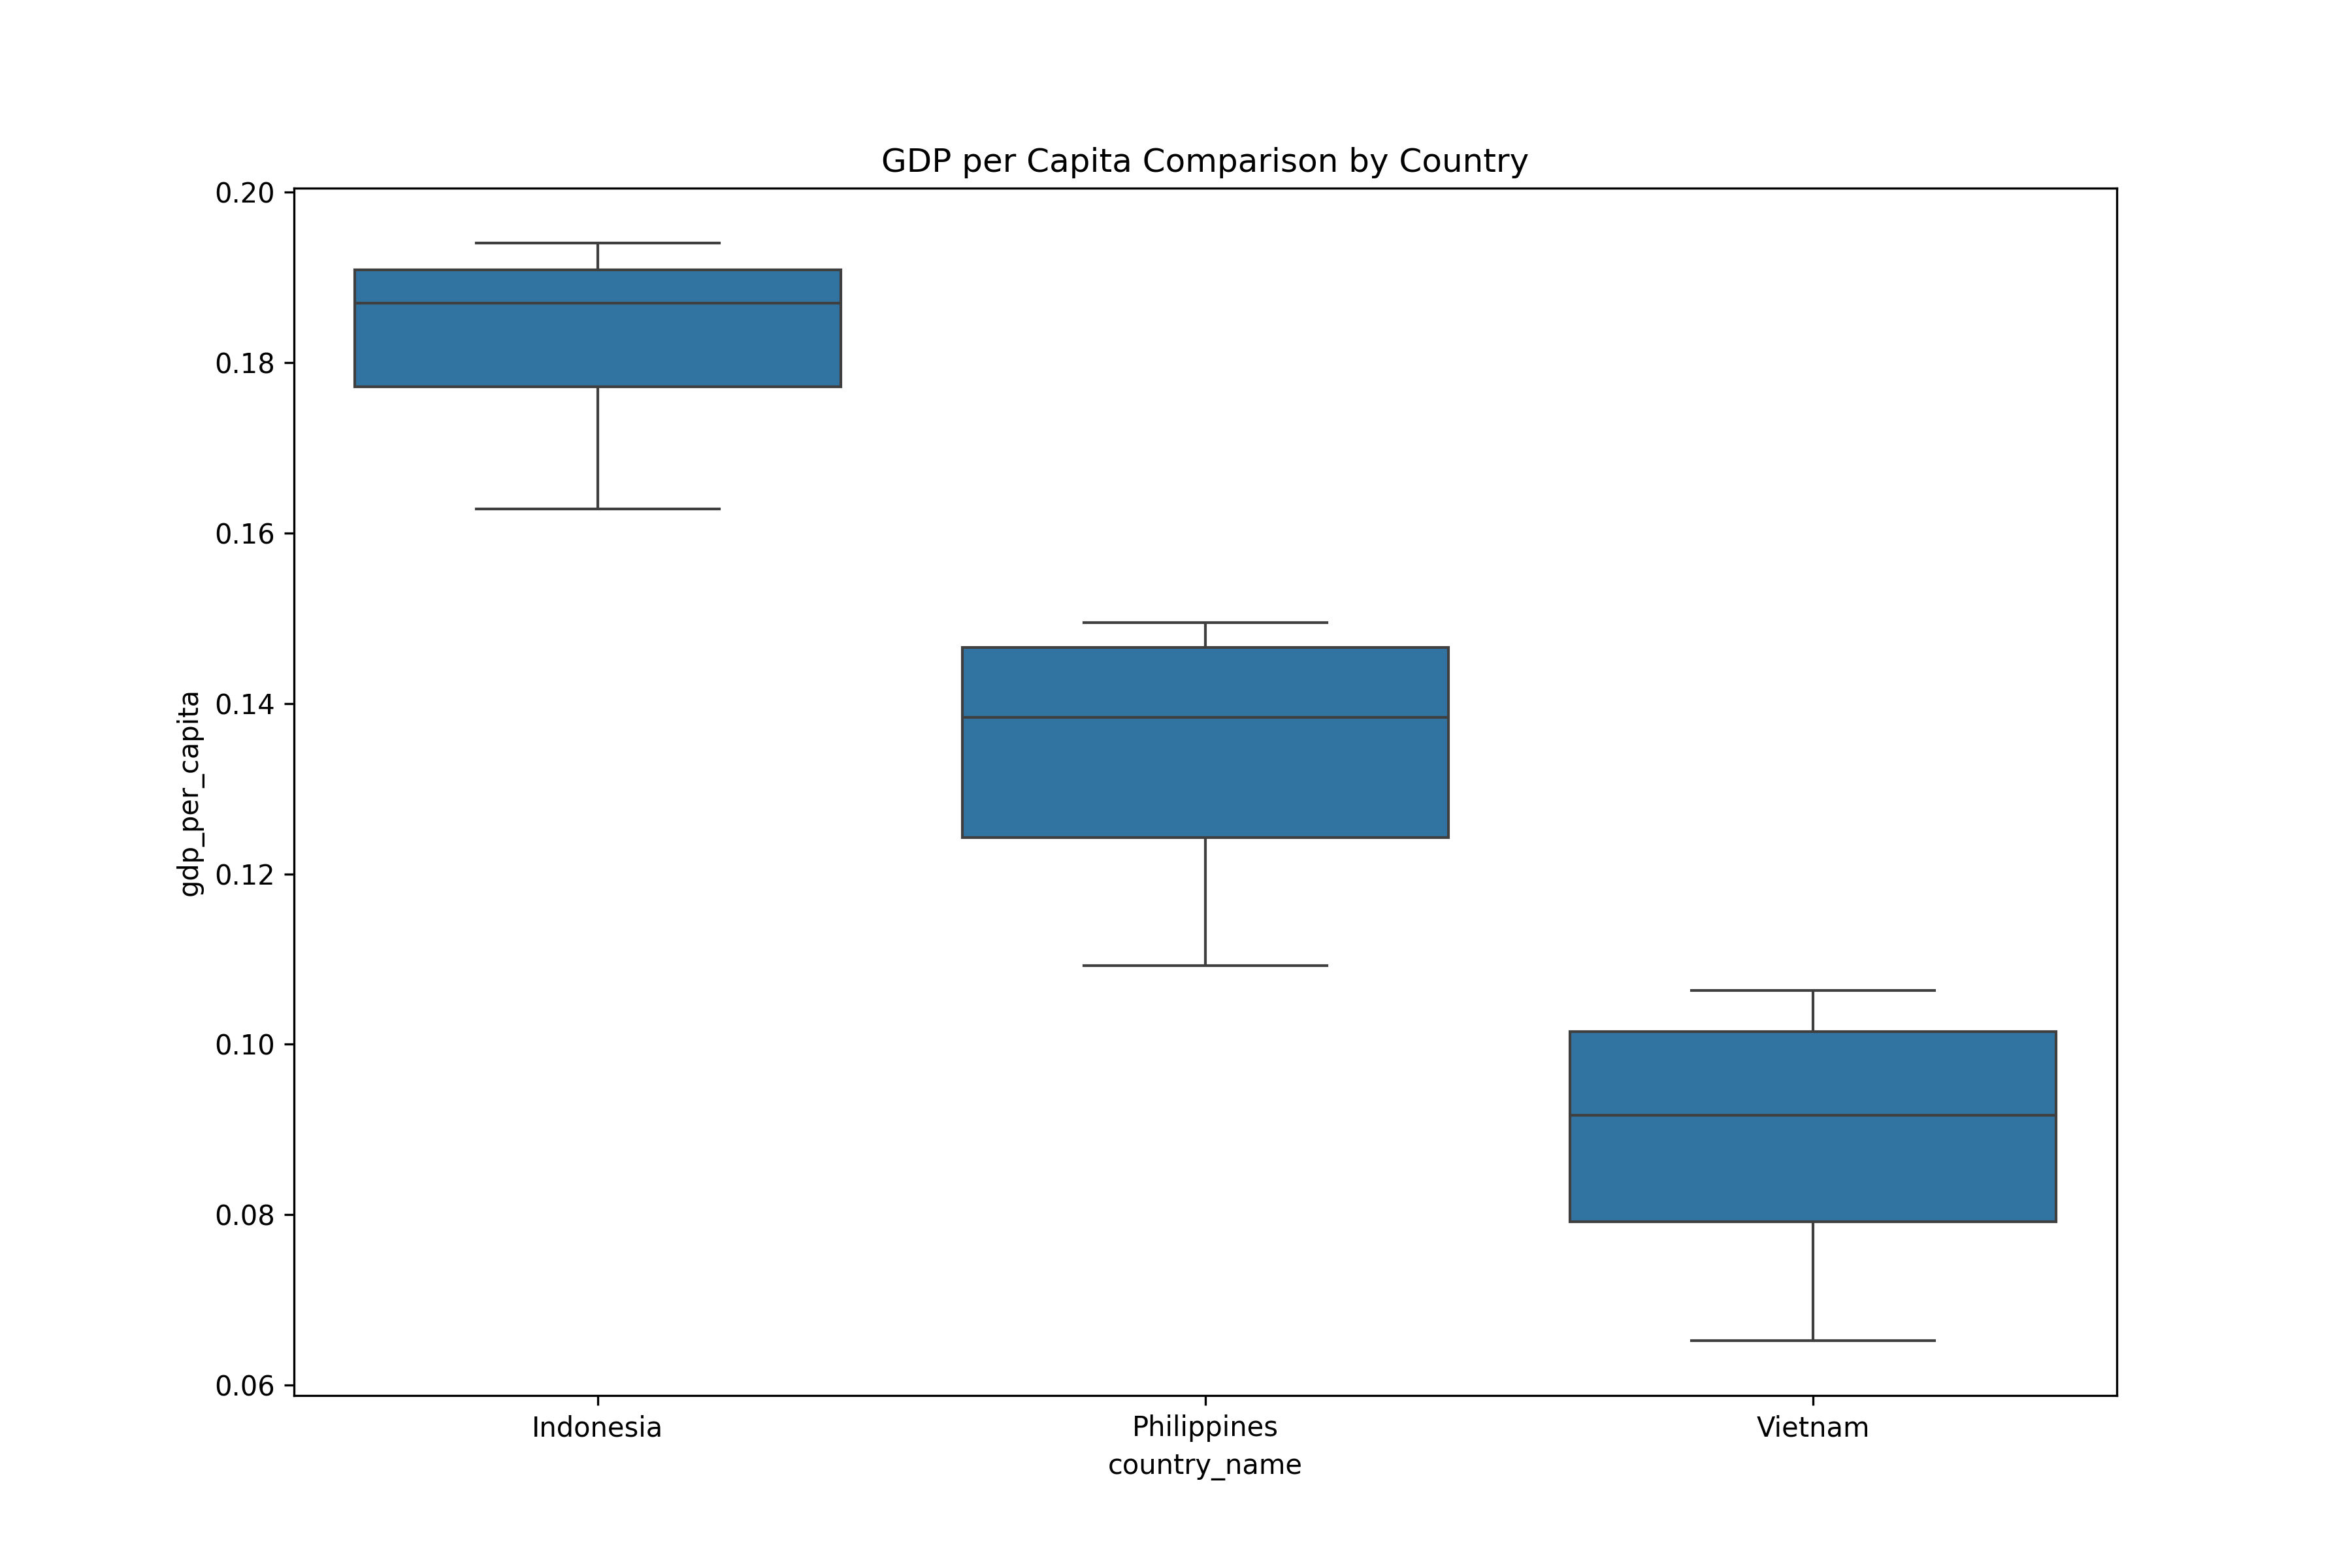 GDP per Capita Comparison by Country
gdp_per_capita
0.20
0.18
0.16
0.14
0.12
0.10
0.08
0.06
Indonesia
Philippines
Vietnam
country_name